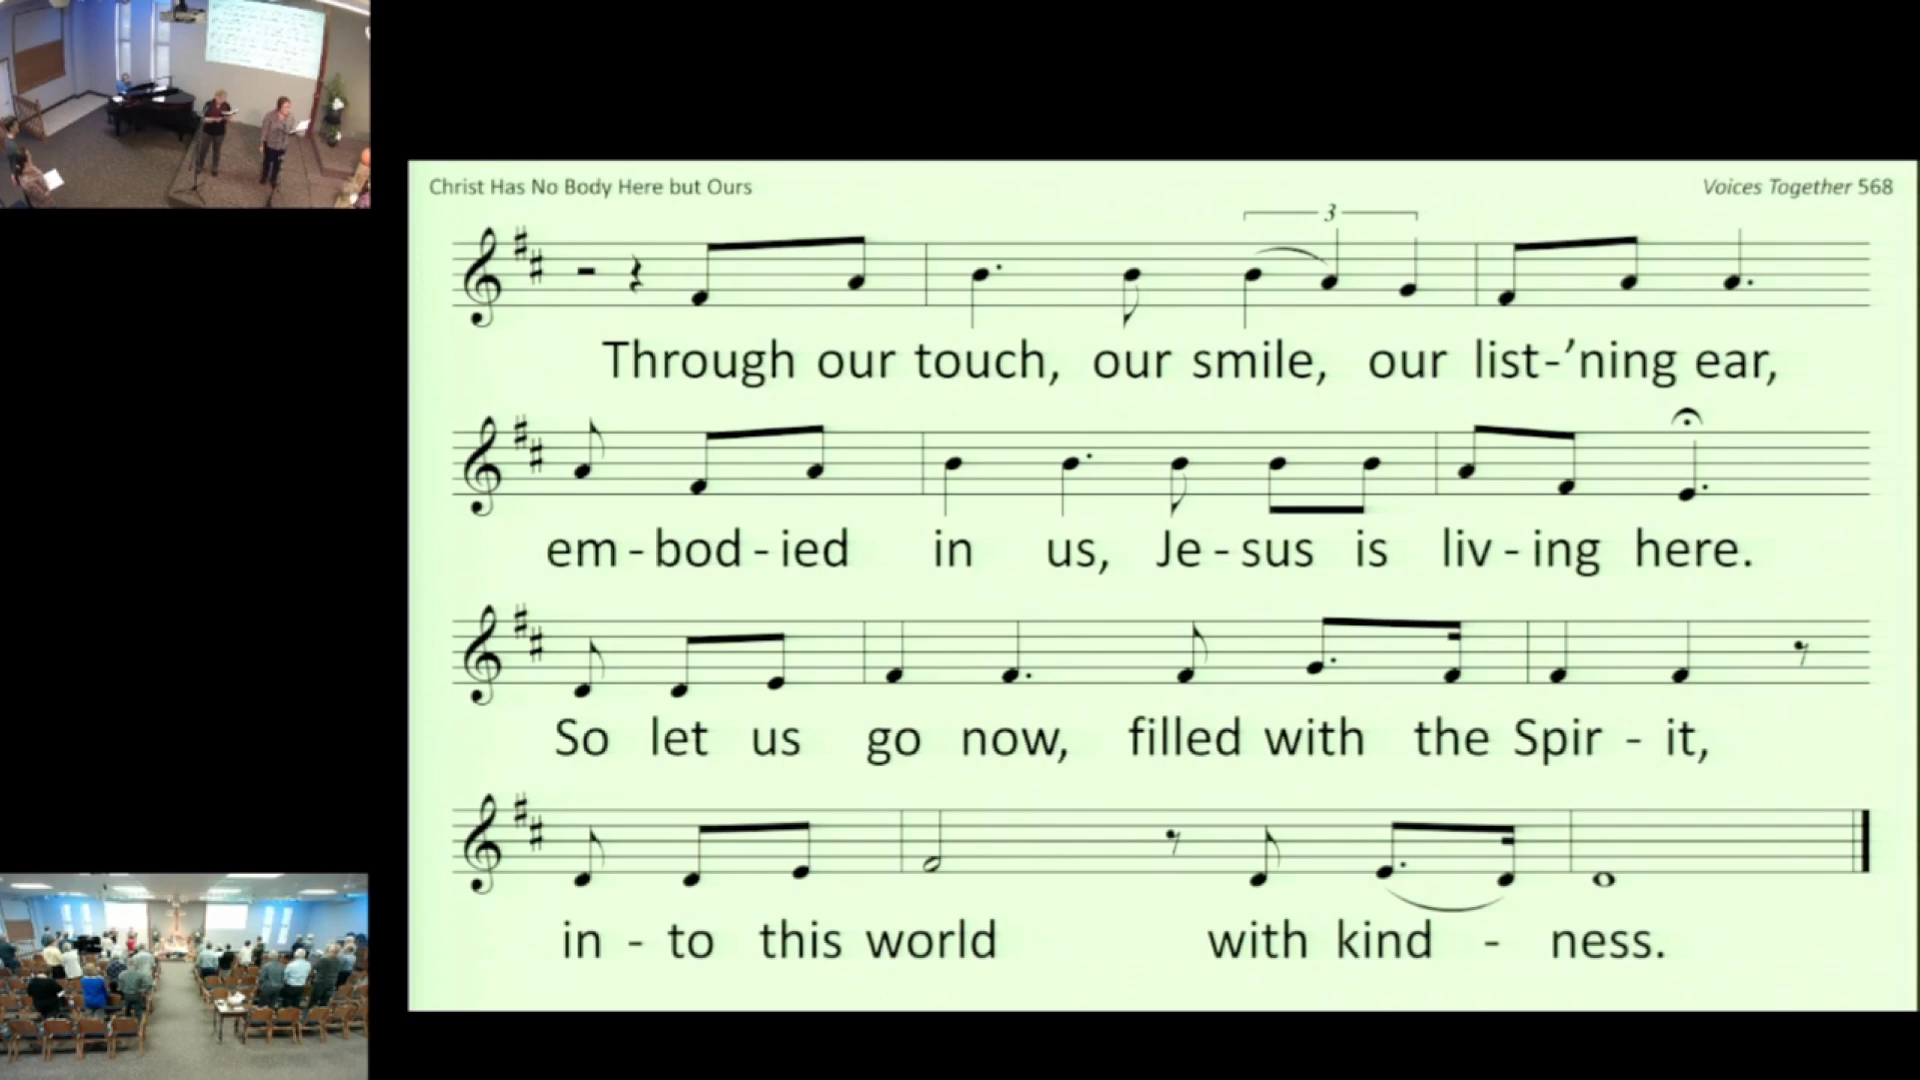 Christ Has No Body Here but Ours
Voices Together 568
3
Through our touch, our smile, our list-’ning ear,
em - bod - ied in us, Je - sus is liv - ing here.
So let us go now, filled with the Spir - it,
in - to this world with kind - ness.